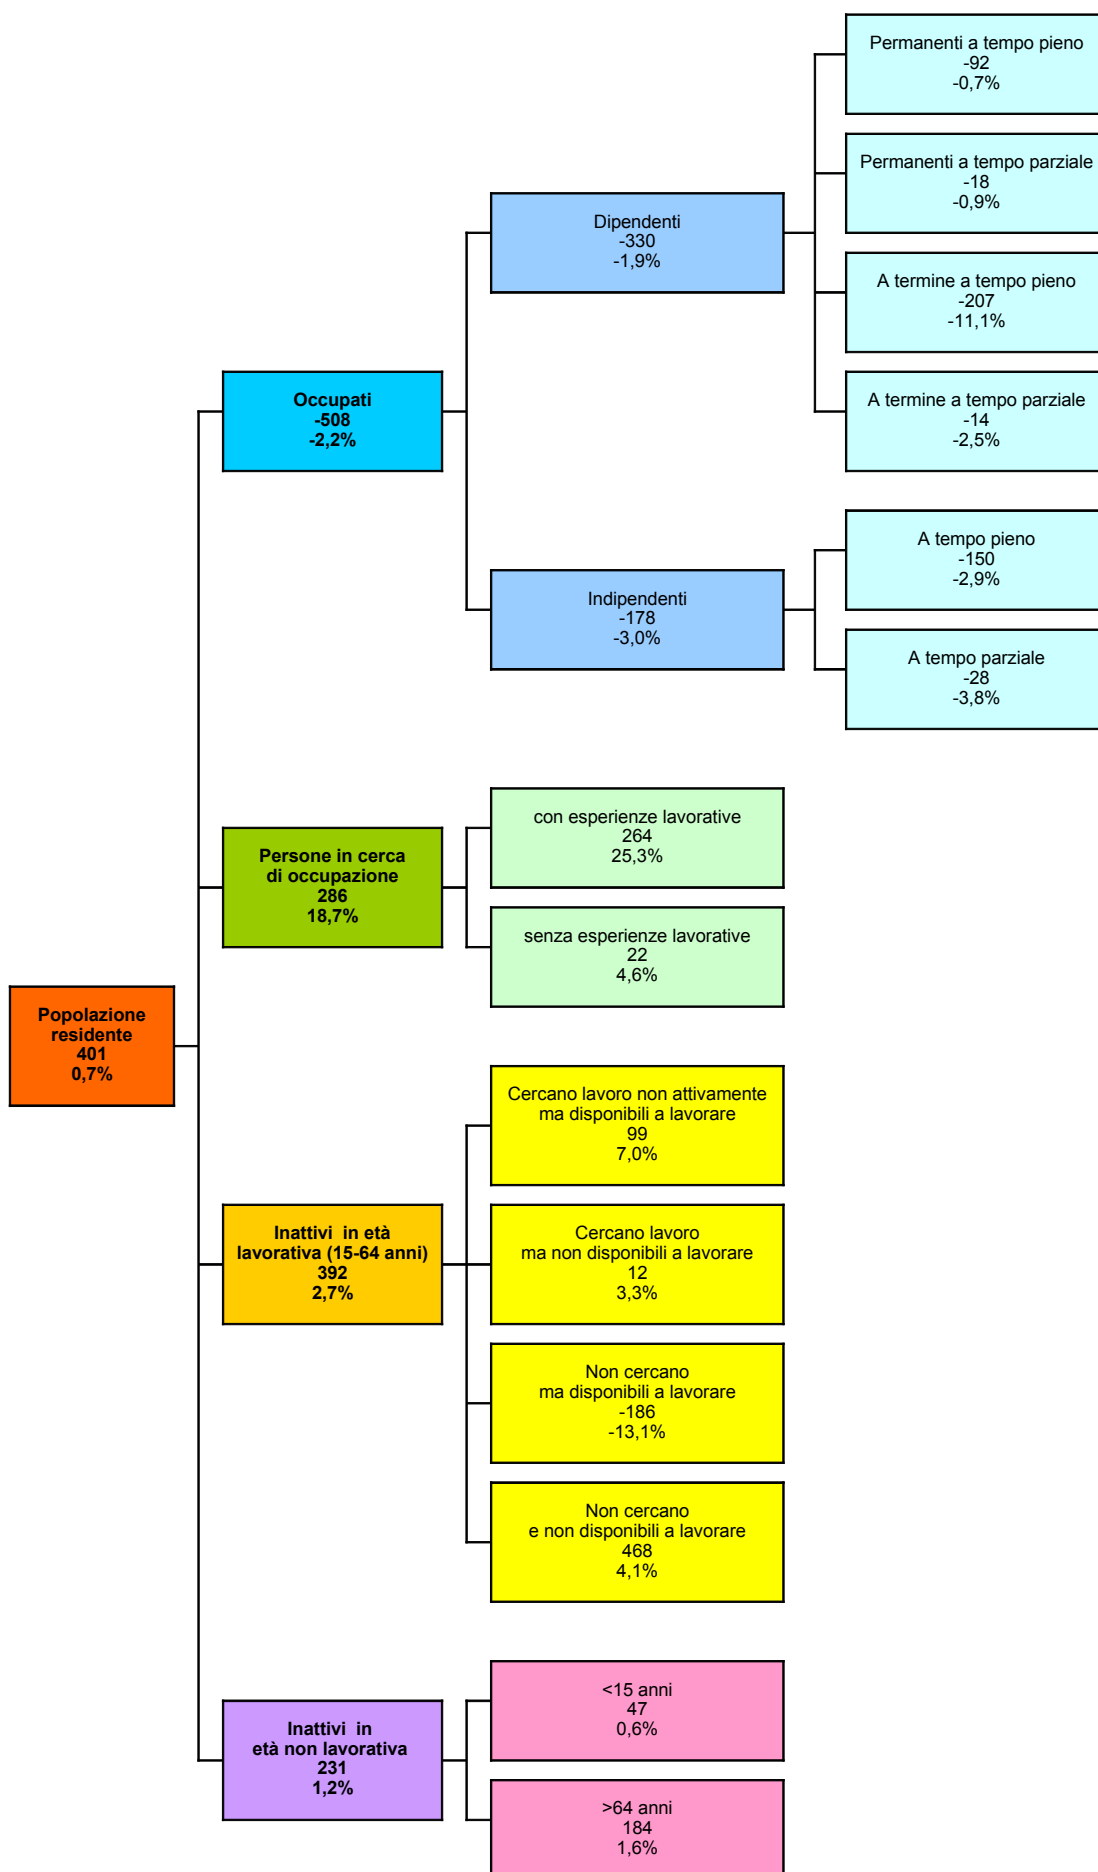 Popolazione
residente
401
0,7%
Occupati
-508
-2,2%
Dipendenti
-330
-1,9%
Permanenti a tempo pieno
-92
-0,7%
Permanenti a tempo parziale
-18
-0,9%
A termine a tempo pieno
-207
-11,1%
A termine a tempo parziale
-14
-2,5%
Indipendenti
-178
-3,0%
A tempo pieno
-150
-2,9%
A tempo parziale
-28
-3,8%
Persone in cerca
di occupazione
286
18,7%
con esperienze lavorative
264
25,3%
senza esperienze lavorative
22
4,6%
Inattivi in età
lavorativa (15-64 anni)
392
2,7%
Cercano lavoro non attivamente
ma disponibili a lavorare
99
7,0%
Cercano lavoro
ma non disponibili a lavorare
12
3,3%
Non cercano
ma disponibili a lavorare
-186
-13,1%
Non cercano
e non disponibili a lavorare
468
4,1%
Inattivi in
età non lavorativa
231
1,2%
<15 anni
47
0,6%
>64 anni
184
1,6%